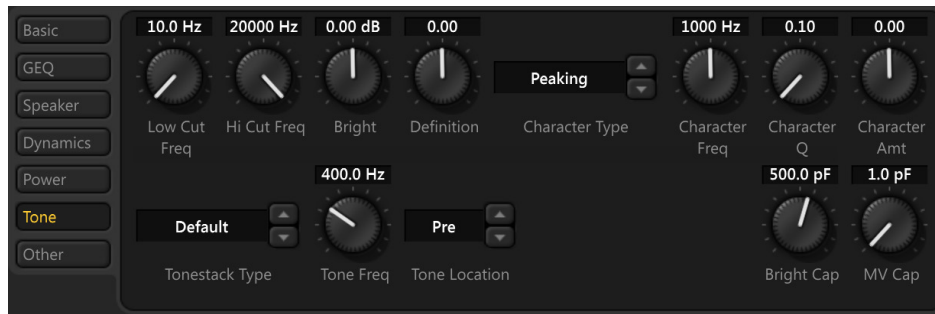 Basic
GEQ
Speaker
Dynamics
Power
Tone
Other
10.0 Hz 20000 Hz 0.00 dB 0.00 1000 Hz 0.10 0.00
Peaking
Low Cut Hi Cut Freq Bright Definition Character Type Character Character Character
Freq Freq Q Amt
400.0 Hz 500.0 pF 1.0 pF
Default Pre
Tonestack Type Tone Freq Tone Location Bright Cap MV Cap